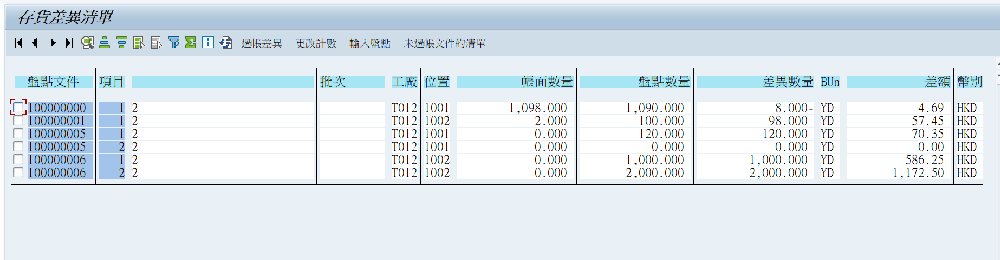 存貨差異清單
過帳差異 更改計數 輸入盤點 未過帳文件的清單
盤點文件 項目 批次 工廠 位置 帳面數量 盤點數量 差異數量 BUn 差額 幣別
100000000 1 2 T012 1001 1,098.000 1,090.000 8.000- YD 4.69 HKD
100000001 1 2 T012 1002 2.000 100.000 98.000 YD 57.45 HKD
100000005 1 2 T012 1001 0.000 120.000 120.000 YD 70.35 HKD
100000005 2 2 T012 1001 0.000 0.000 0.000 YD 0.00 HKD
100000006 1 2 T012 1002 0.000 1,000.000 1,000.000 YD 586.25 HKD
100000006 2 2 T012 1002 0.000 2,000.000 2,000.000 YD 1,172.50 HKD